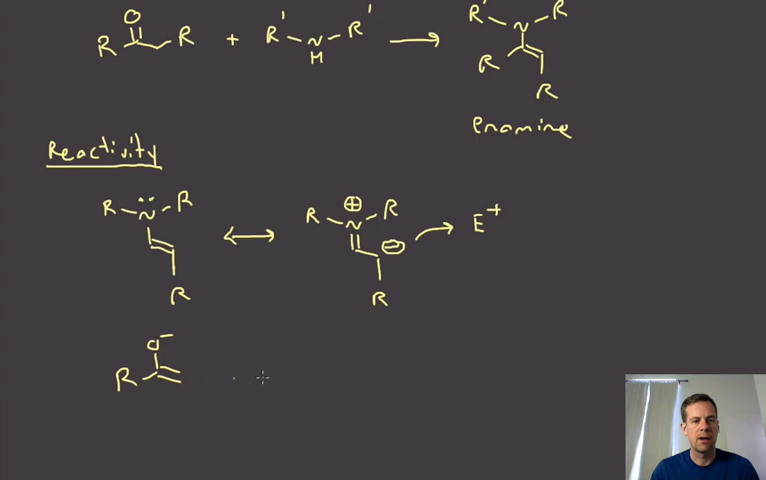 R' N R
O
R R + R' N R' → R R
H
enamine
Reactivity
R N: R ↔ R N⊕ R ⊖ → E+
R R
O-
R